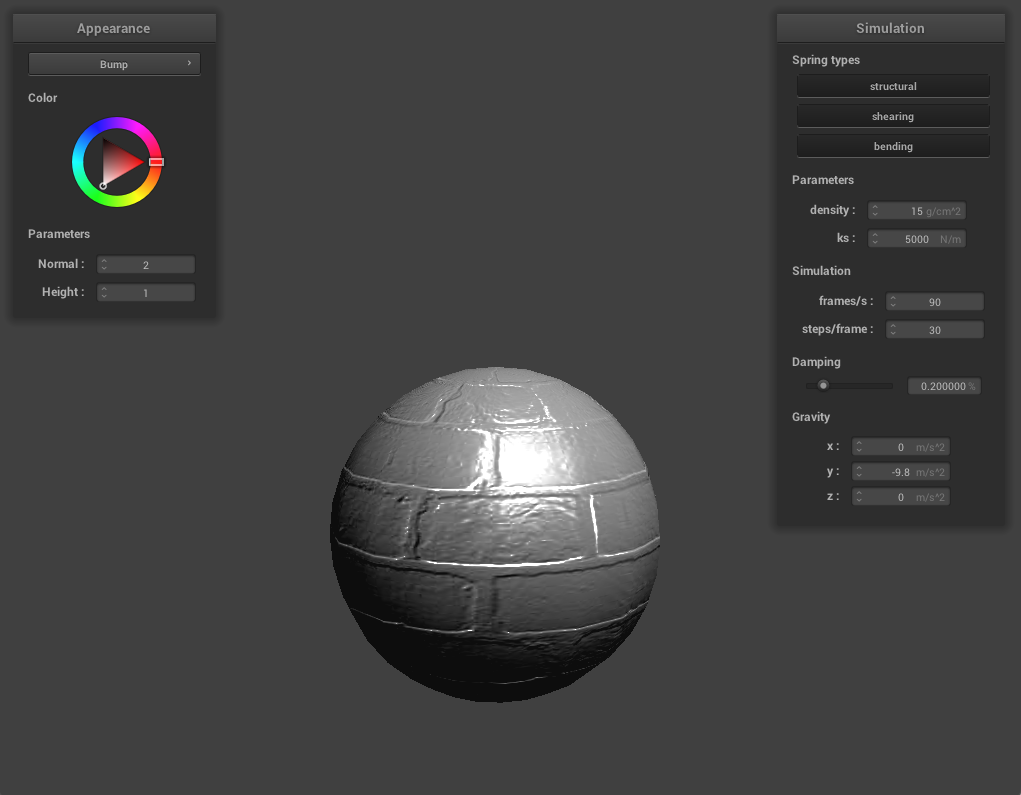 Appearance
Bump
Color
Parameters
Normal : 2
Height : 1
Simulation
Spring types
structural
shearing
bending
Parameters
density : 15 g/cm^2
ks : 5000 N/m
Simulation
frames/s : 90
steps/frame : 30
Damping
0.200000 %
Gravity
x : 0 m/s^2
y : -9.8 m/s^2
z : 0 m/s^2